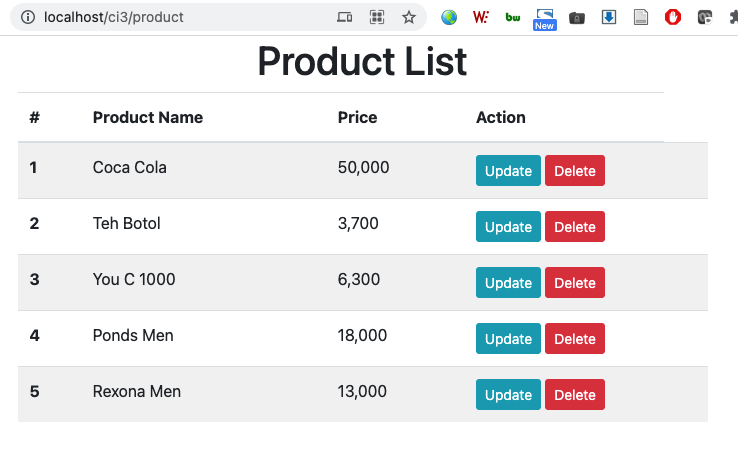 localhost/ci3/product
W:
bw
New
Product List
# Product Name Price Action
1 Coca Cola 50,000 Update Delete
2 Teh Botol 3,700 Update Delete
3 You C 1000 6,300 Update Delete
4 Ponds Men 18,000 Update Delete
5 Rexona Men 13,000 Update Delete